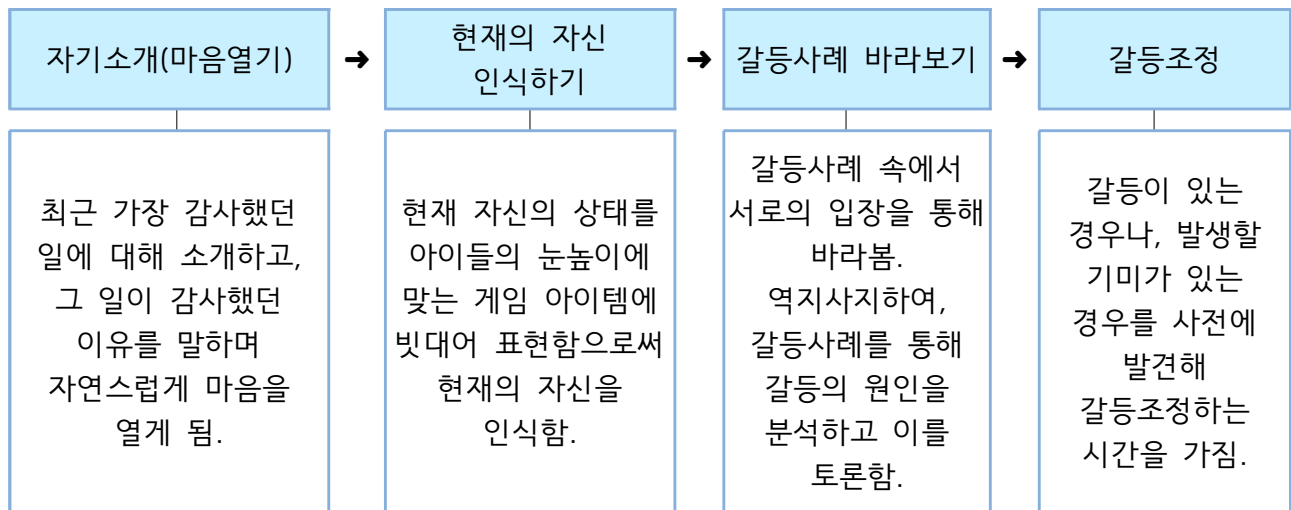 자기소개(마음열기)
➜
현재의 자신
인식하기
➜
갈등사례 바라보기
➜
갈등조정
최근 가장 감사했던
일에 대해 소개하고,
그 일이 감사했던
이유를 말하며
자연스럽게 마음을
열게 됨.
현재 자신의 상태를
아이들의 눈높이에
맞는 게임 아이템에
빗대어 표현함으로써
현재의 자신을
인식함.
갈등사례 속에서
서로의 입장을 통해
바라봄.
역지사지하여,
갈등사례를 통해
갈등의 원인을
분석하고 이를
토론함.
갈등이 있는
경우나, 발생할
기미가 있는
경우를 사전에
발견해
갈등조정하는
시간을 가짐.